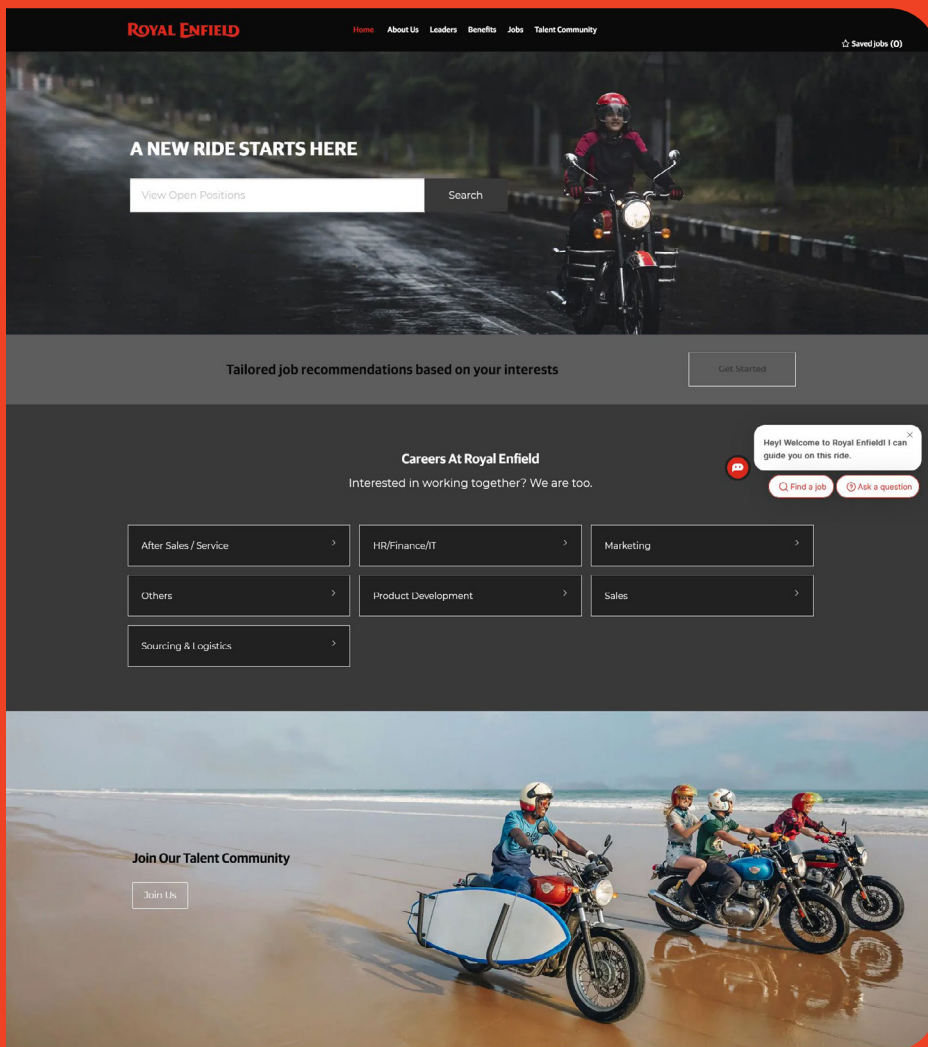 ROYAL ENFIELD
Home About Us Leaders Benefits Jobs Talent Community
Saved jobs (0)
A NEW RIDE STARTS HERE
View Open Positions
Search
Tailored job recommendations based on your interests
Get Started
Hey! Welcome to Royal Enfield! I can
guide you on this ride.
Find a job
Ask a question
Careers At Royal Enfield
Interested in working together? We are too.
After Sales / Service
HR/Finance/IT
Marketing
Others
Product Development
Sales
Sourcing & Logistics
Join Our Talent Community
Join Us